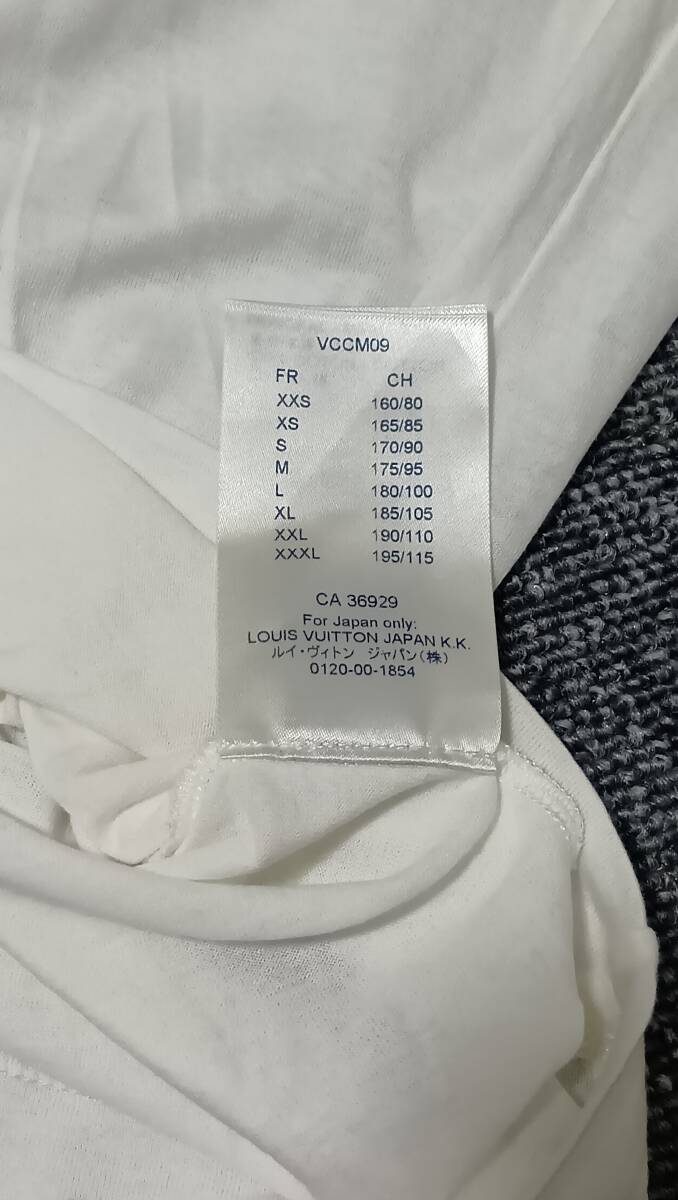 VCCM09
FR CH
XXS 160/80
XS 165/85
S 170/90
M 175/95
L 180/100
XL 185/105
XXL 190/110
XXXL 195/115
CA 36929
For Japan only:
LOUIS VUITTON JAPAN K.K.
ルイ・ヴィトン ジャパン(株)
0120-00-1854